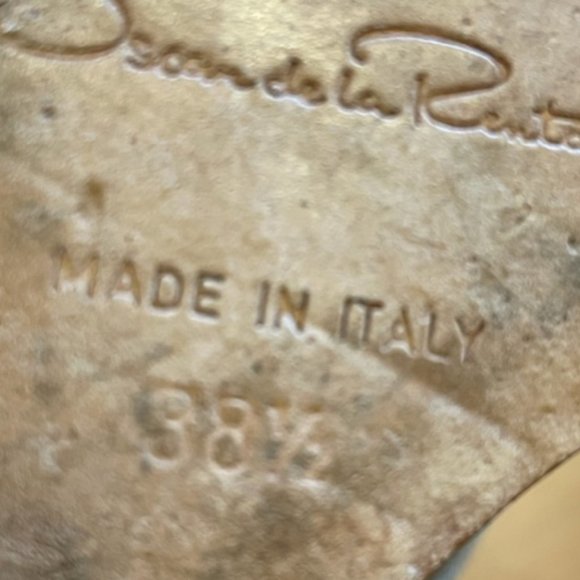 Oscar de la Renta
MADE IN ITALY
38½